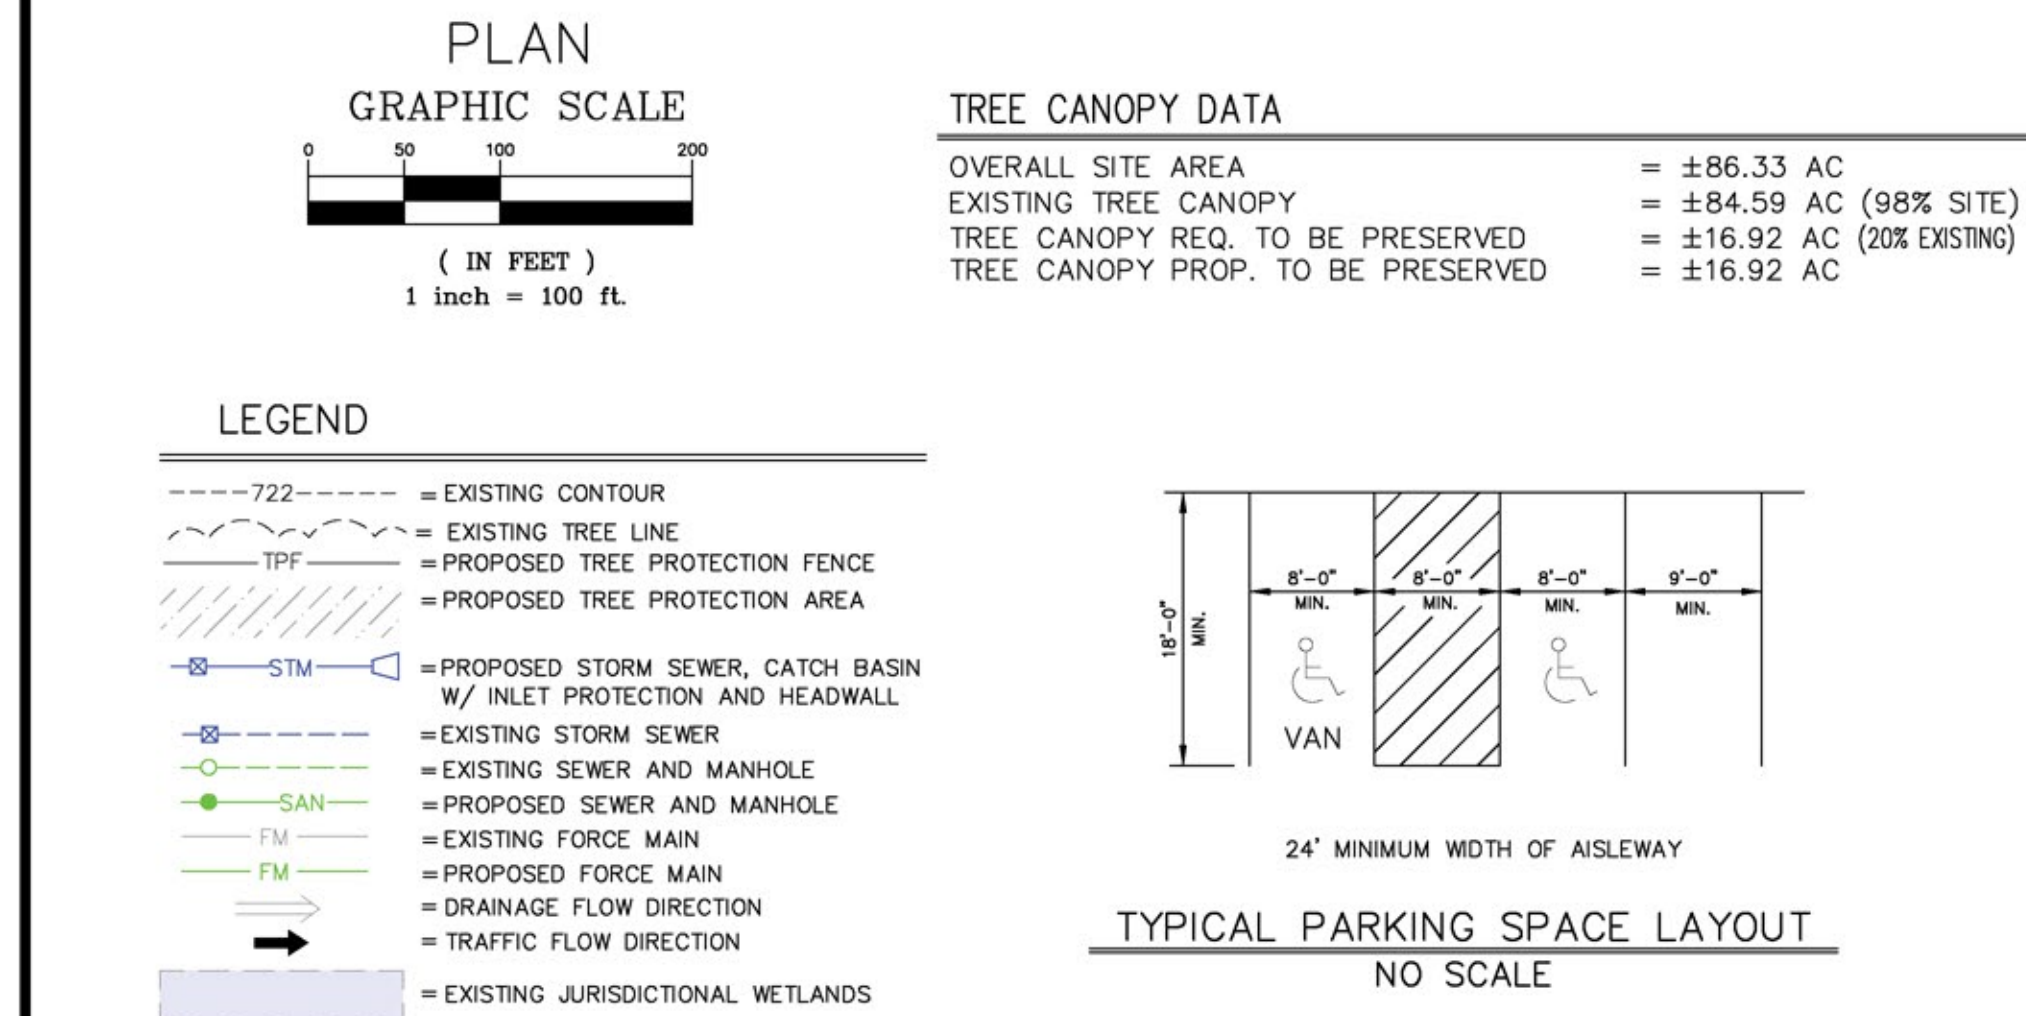 PLAN
GRAPHIC SCALE
0 50 100 200
( IN FEET )
1 inch = 100 ft.
TREE CANOPY DATA
OVERALL SITE AREA = ±86.33 AC
EXISTING TREE CANOPY = ±84.59 AC (98% SITE)
TREE CANOPY REQ. TO BE PRESERVED = ±16.92 AC (20% EXISTING)
TREE CANOPY PROP. TO BE PRESERVED = ±16.92 AC
LEGEND
722 = EXISTING CONTOUR
= EXISTING TREE LINE
TPF = PROPOSED TREE PROTECTION FENCE
= PROPOSED TREE PROTECTION AREA
STM = PROPOSED STORM SEWER, CATCH BASIN
W/ INLET PROTECTION AND HEADWALL
= EXISTING STORM SEWER
= EXISTING SEWER AND MANHOLE
SAN = PROPOSED SEWER AND MANHOLE
FM = EXISTING FORCE MAIN
FM = PROPOSED FORCE MAIN
= DRAINAGE FLOW DIRECTION
= TRAFFIC FLOW DIRECTION
= EXISTING JURISDICTIONAL WETLANDS
8'-0" 8'-0" 8'-0" 9'-0"
MIN. MIN. MIN. MIN.
18'-0"
MIN.
VAN
24' MINIMUM WIDTH OF AISLEWAY
TYPICAL PARKING SPACE LAYOUT
NO SCALE